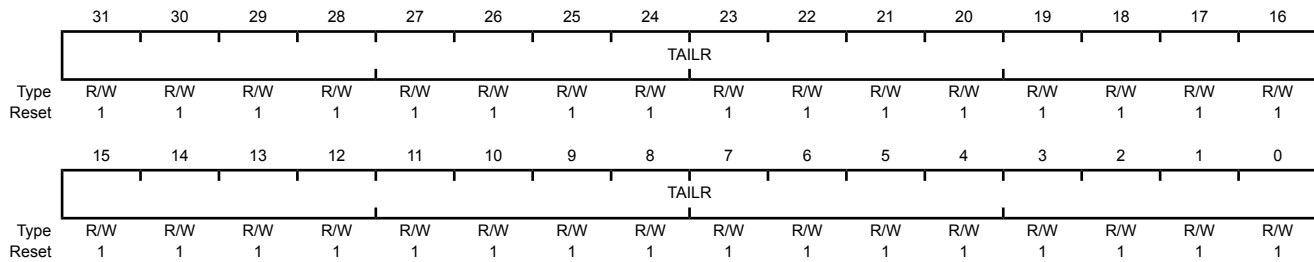 31 30 29 28 27 26 25 24 23 22 21 20 19 18 17 16
TAILR
Type R/W R/W R/W R/W R/W R/W R/W R/W R/W R/W R/W R/W R/W R/W R/W R/W
Reset 1 1 1 1 1 1 1 1 1 1 1 1 1 1 1 1
15 14 13 12 11 10 9 8 7 6 5 4 3 2 1 0
TAILR
Type R/W R/W R/W R/W R/W R/W R/W R/W R/W R/W R/W R/W R/W R/W R/W R/W
Reset 1 1 1 1 1 1 1 1 1 1 1 1 1 1 1 1